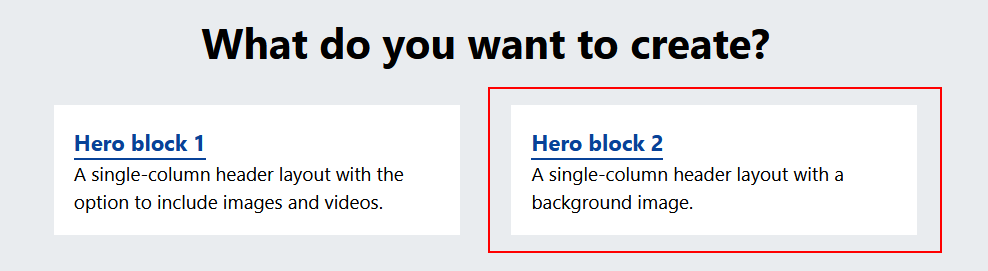 What do you want to create?
Hero block 1
A single-column header layout with the
option to include images and videos.
Hero block 2
A single-column header layout with a
background image.